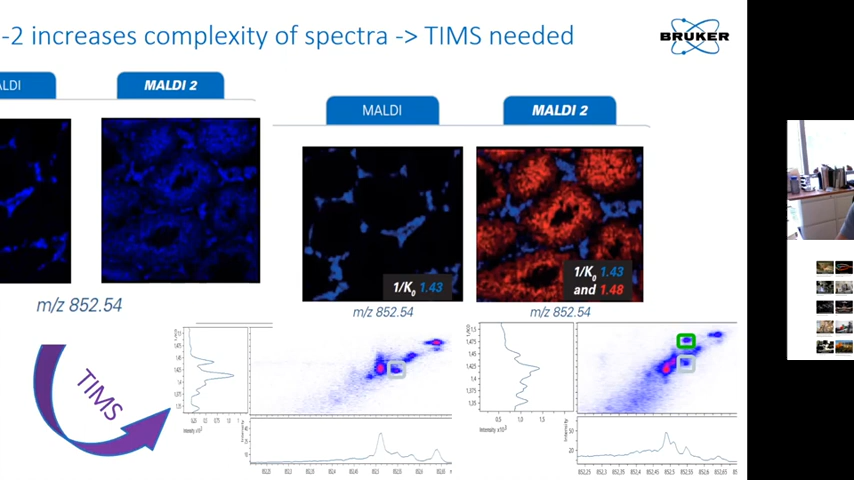 -2 increases complexity of spectra -> TIMS needed
BRUKER
ALDI
MALDI 2
MALDI
MALDI 2
1/K0 1.43
1/K0 1.43
and 1.48
m/z 852.54
m/z 852.54
m/z 852.54
TIMS